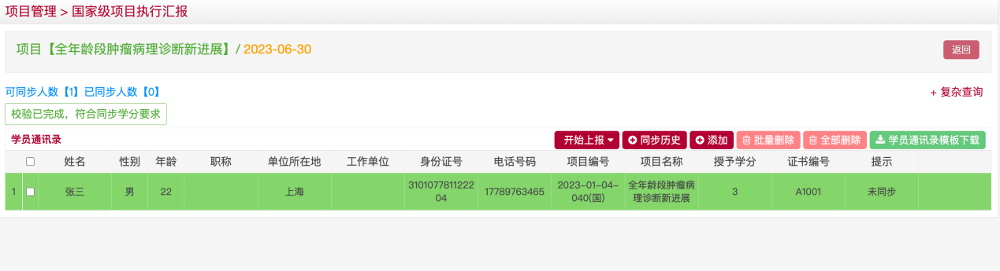 项目管理 > 国家级项目执行汇报
项目【全年龄段肿瘤病理诊断新进展】/ 2023-06-30
返回
可同步人数【1】已同步人数【0】
+ 复杂查询
校验已完成，符合同步学分要求
学员通讯录
开始上报 同步历史 添加 批量删除 全部删除 学员通讯录模板下载
姓名 性别 年龄 职称 单位所在地 工作单位 身份证号 电话号码 项目编号 项目名称 授予学分 证书编号 提示
1 张三 男 22 上海 310107781122204 17789763465 2023-01-04-040(国) 全年龄段肿瘤病理诊断新进展 3 A1001 未同步